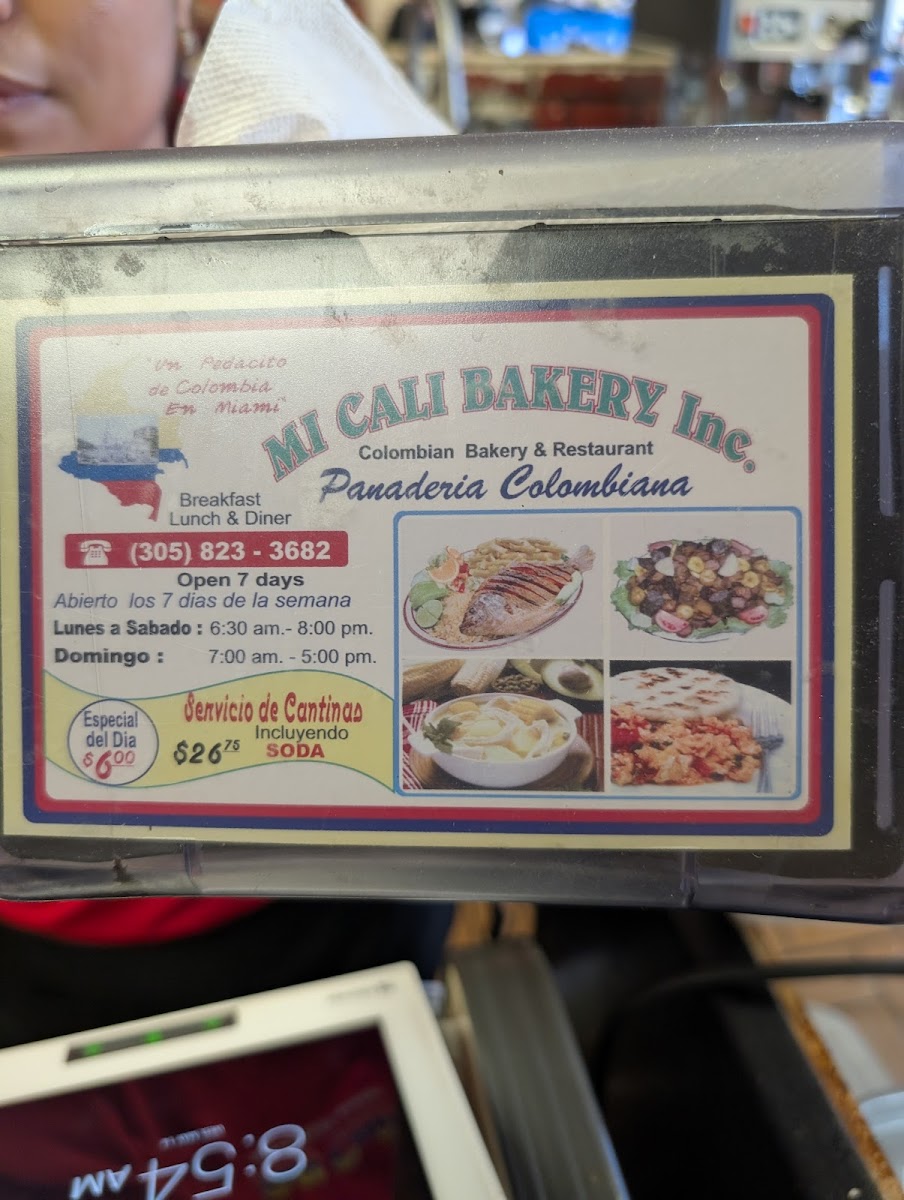 "Un Pedacito
de Colombia
En Miami"
MI CALI BAKERY Inc.
Colombian Bakery & Restaurant
Panaderia Colombiana
Breakfast
Lunch & Diner
(305) 823 - 3682
Open 7 days
Abierto los 7 dias de la semana
Lunes a Sabado : 6:30 am.- 8:00 pm.
Domingo : 7:00 am. - 5:00 pm.
Especial
del Dia
$6.00
Servicio de Cantinas
Incluyendo
$26.75 SODA
8:54 AM